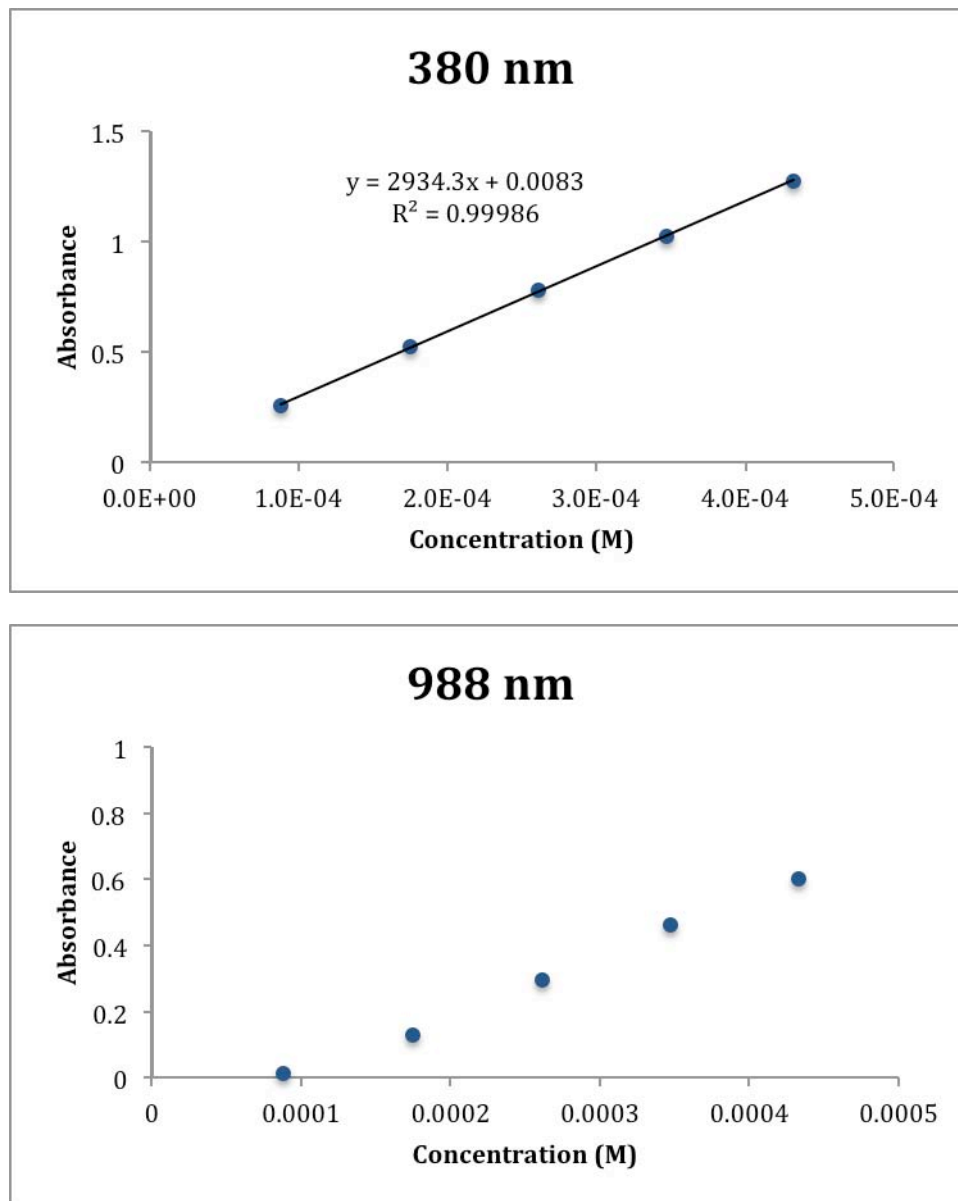 380 nm
1.5
y = 2934.3x + 0.0083
R² = 0.99986
1
Absorbance
0.5
0
0.0E+00 1.0E-04 2.0E-04 3.0E-04 4.0E-04 5.0E-04
Concentration (M)
988 nm
1
0.8
0.6
Absorbance
0.4
0.2
0
0 0.0001 0.0002 0.0003 0.0004 0.0005
Concentration (M)